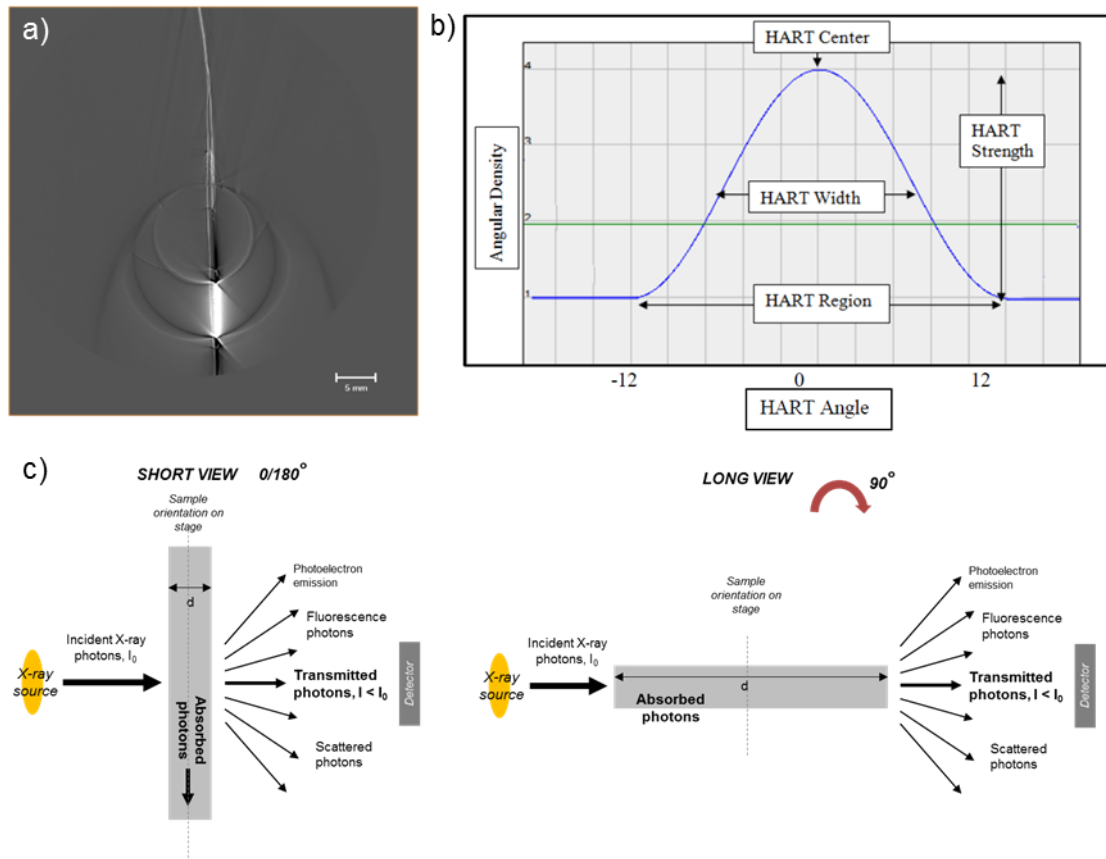 a)
5 mm
b)
HART Center
4
3
2
1
Angular Density
HART
Strength
HART Width
HART Region
-12
0
12
HART Angle
c)
SHORT VIEW 0/180°
Sample
orientation on
stage
d
Incident X-ray
photons, I₀
X-ray
source
Absorbed
photons
Photoelectron
emission
Fluorescence
photons
Transmitted
photons, I < I₀
Scattered
photons
Detector
LONG VIEW 90°
Sample
orientation on
stage
Incident X-ray
photons, I₀
X-ray
source
d
Absorbed
photons
Photoelectron
emission
Fluorescence
photons
Transmitted
photons, I < I₀
Scattered
photons
Detector